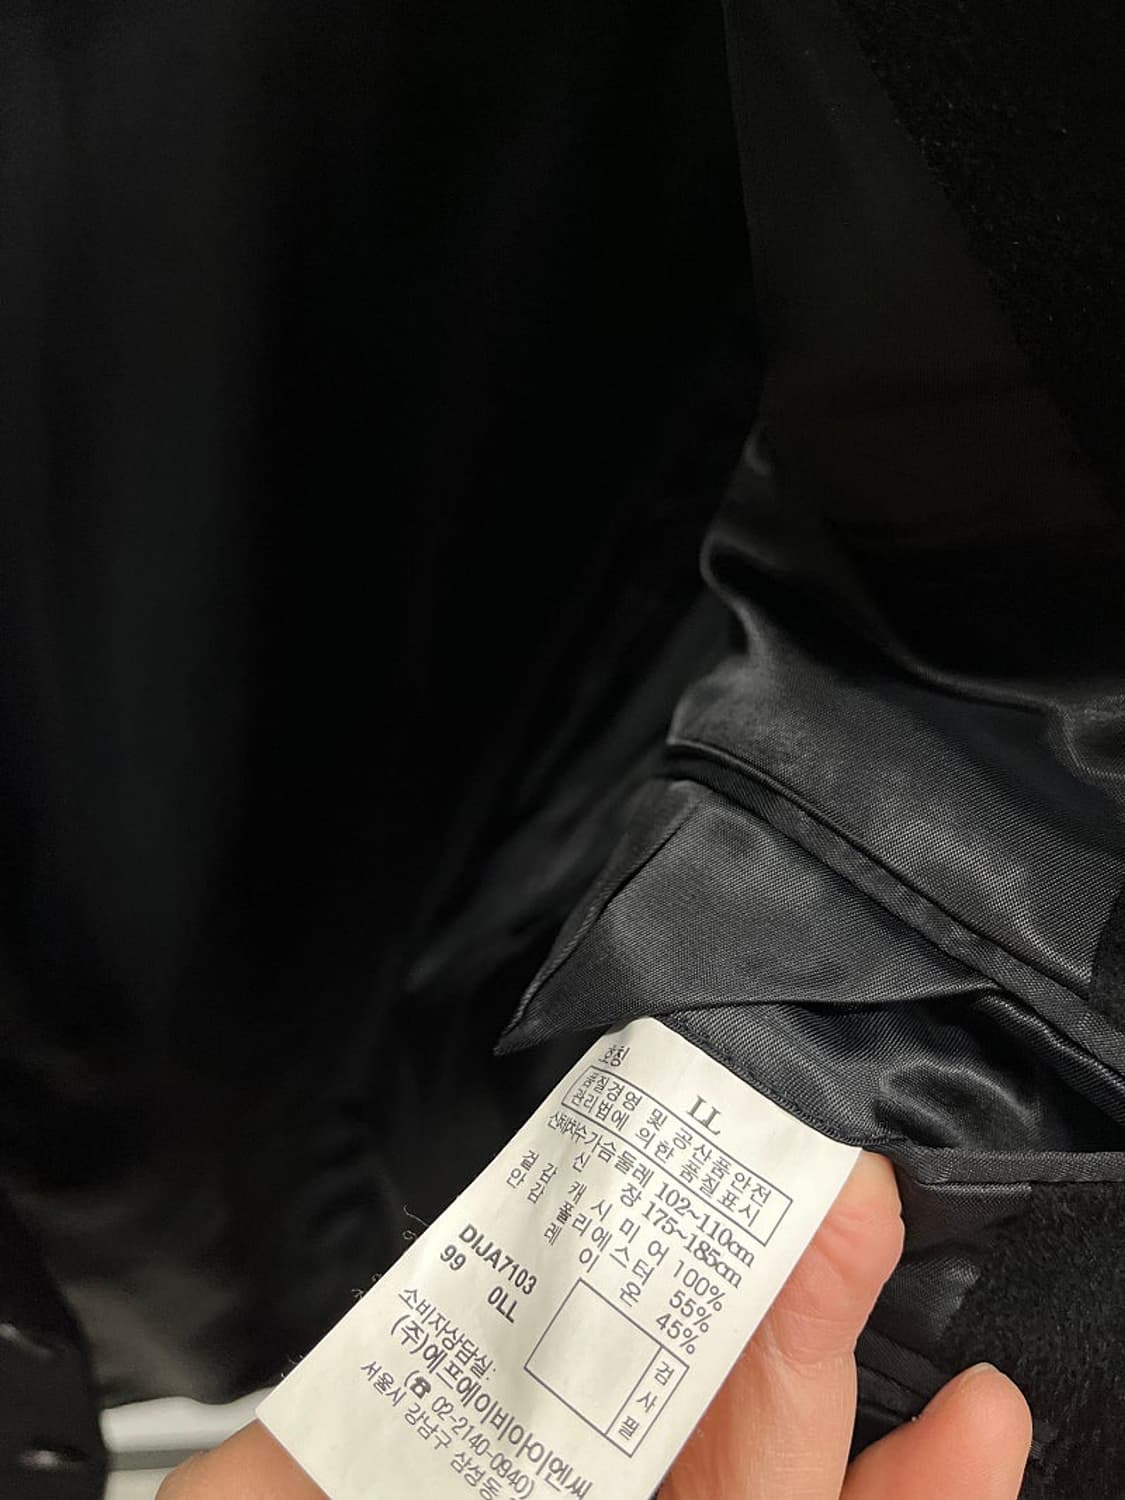 호칭 LL
품질경영 및 공산품안전
관리법에 의한 품질표시
신체치수가슴둘레 102~110cm
신 장 175~185cm
겉감 캐시미어 100%
안감 폴리에스터 55%
레이온 45%
DIJA7103
99 0LL
검사필
소비자상담실:
(주)에프에이비아이엔씨
(☎ 02-2140-0940)
서울시 강남구 삼성동